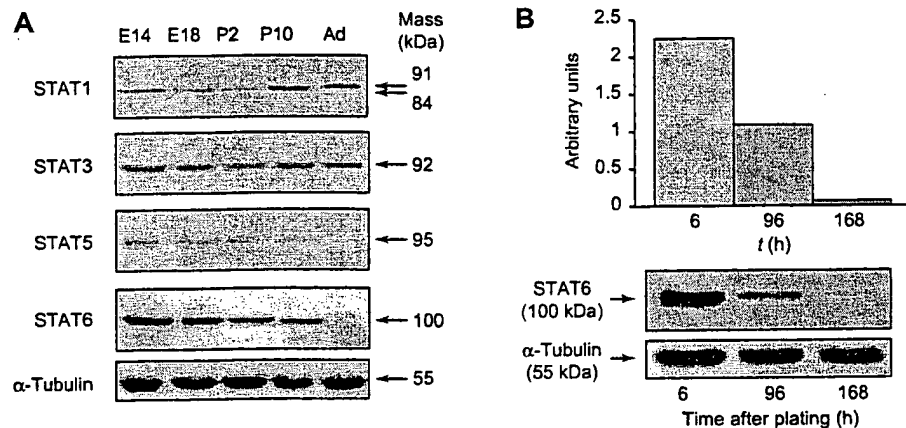 A
E14 E18 P2 P10 Ad
Mass
(kDa)
STAT1
91
84
STAT3
92
STAT5
95
STAT6
100
α-Tubulin
55
B
Arbitrary units
2.5
2
1.5
1
0.5
0
6 96 168
t (h)
STAT6
(100 kDa)
α-Tubulin
(55 kDa)
6 96 168
Time after plating (h)